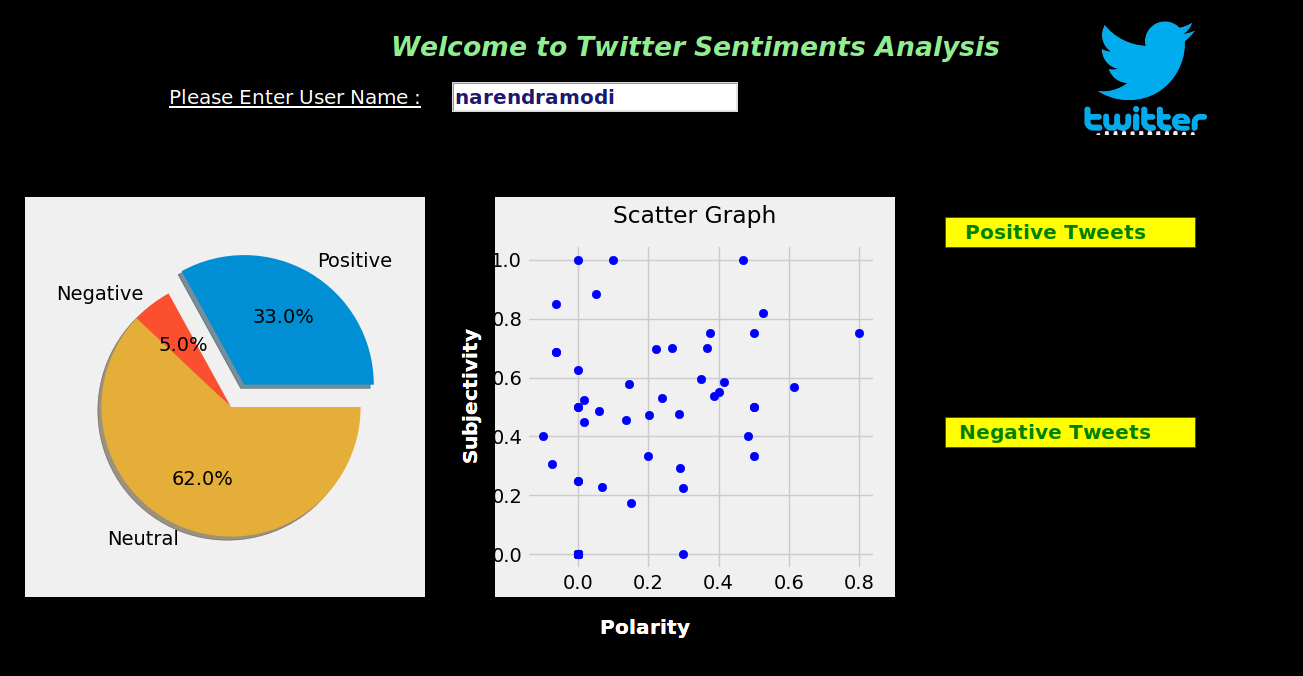 Welcome to Twitter Sentiments Analysis
Please Enter User Name :
narendramodi
twitter
Positive
33.0%
Negative
5.0%
62.0%
Neutral
Scatter Graph
1.0
0.8
0.6
0.4
0.2
0.0
0.0 0.2 0.4 0.6 0.8
Subjectivity
Polarity
Positive Tweets
Negative Tweets